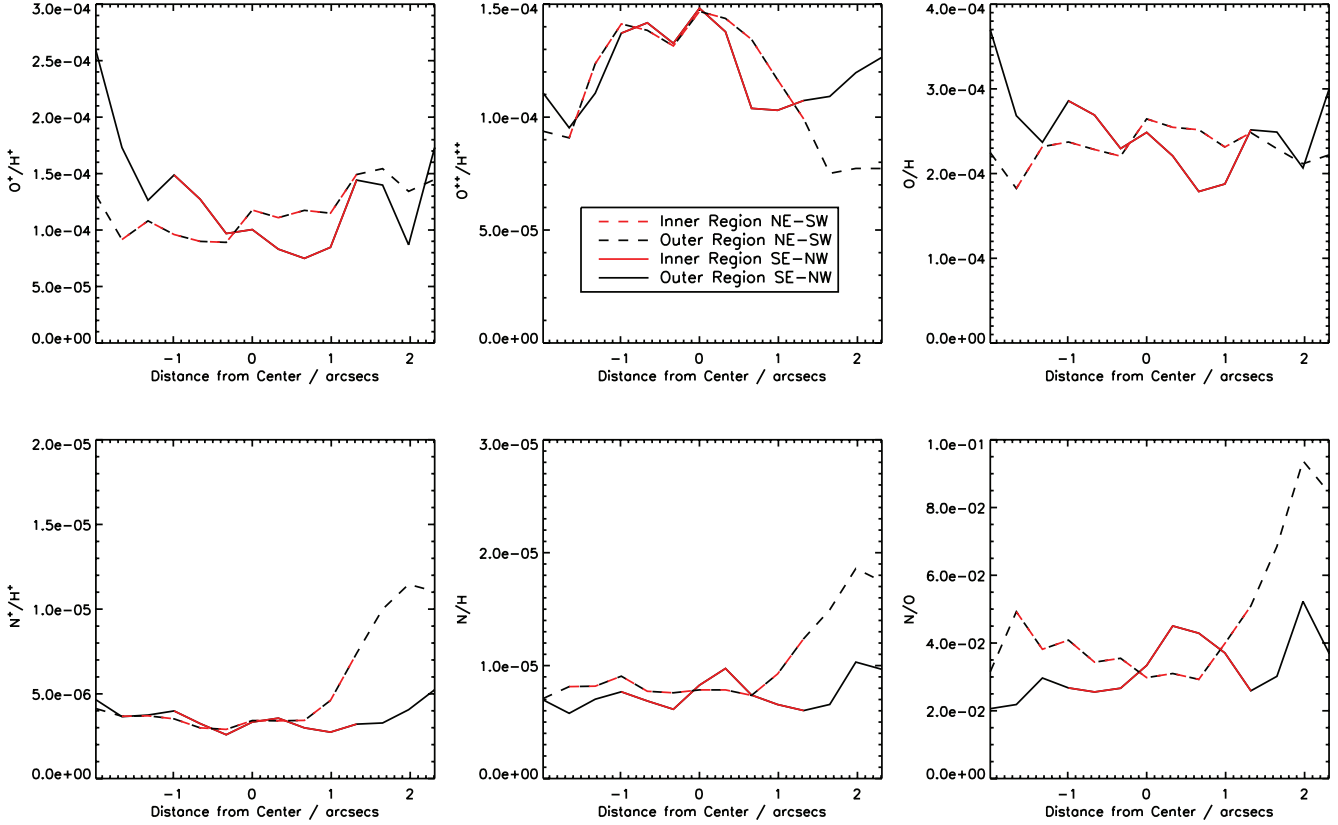 3.0e-04
2.5e-04
2.0e-04
1.5e-04
1.0e-04
5.0e-05
0.0e+00
O⁺/H⁺
-1 0 1 2
Distance from Center / arcsecs
1.5e-04
1.0e-04
5.0e-05
0.0e+00
O⁺⁺/H⁺⁺
Inner Region NE-SW
Outer Region NE-SW
Inner Region SE-NW
Outer Region SE-NW
-1 0 1 2
Distance from Center / arcsecs
4.0e-04
3.0e-04
2.0e-04
1.0e-04
0.0e+00
O/H
-1 0 1 2
Distance from Center / arcsecs
2.0e-05
1.5e-05
1.0e-05
5.0e-06
0.0e+00
N⁺/H⁺
-1 0 1 2
Distance from Center / arcsecs
3.0e-05
2.0e-05
1.0e-05
0.0e+00
N/H
-1 0 1 2
Distance from Center / arcsecs
1.0e-01
8.0e-02
6.0e-02
4.0e-02
2.0e-02
0.0e+00
N/O
-1 0 1 2
Distance from Center / arcsecs